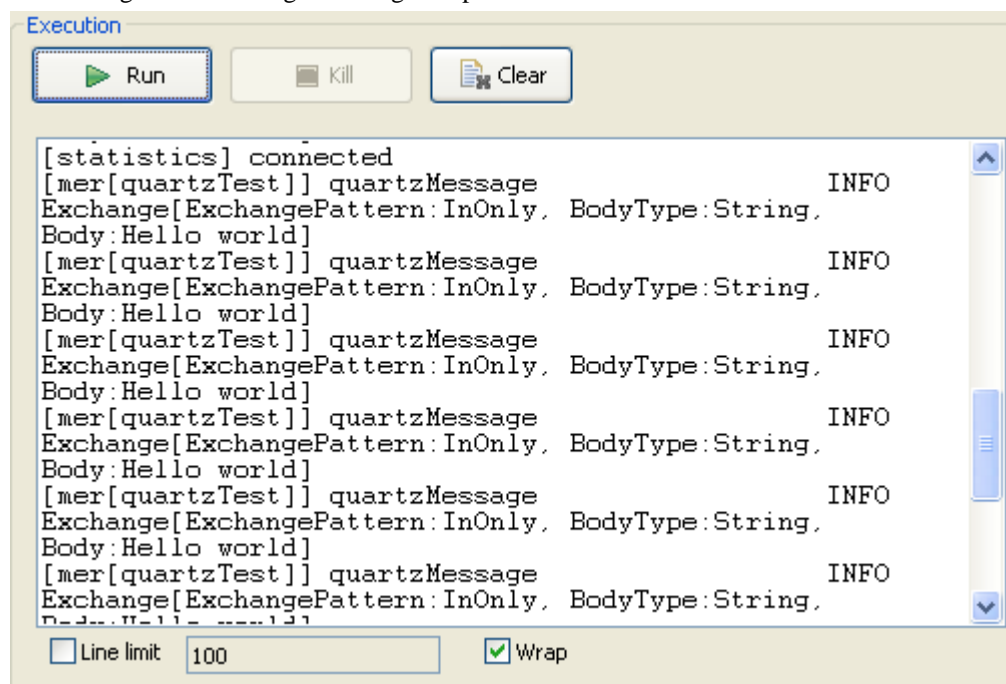 Execution
Run Kill Clear
[statistics] connected
[mer[quartzTest]] quartzMessage INFO
Exchange[ExchangePattern:InOnly, BodyType:String,
Body:Hello world]
[mer[quartzTest]] quartzMessage INFO
Exchange[ExchangePattern:InOnly, BodyType:String,
Body:Hello world]
[mer[quartzTest]] quartzMessage INFO
Exchange[ExchangePattern:InOnly, BodyType:String,
Body:Hello world]
[mer[quartzTest]] quartzMessage INFO
Exchange[ExchangePattern:InOnly, BodyType:String,
Body:Hello world]
[mer[quartzTest]] quartzMessage INFO
Exchange[ExchangePattern:InOnly, BodyType:String,
Body:Hello world]
[mer[quartzTest]] quartzMessage INFO
Exchange[ExchangePattern:InOnly, BodyType:String,
Line limit 100 Wrap